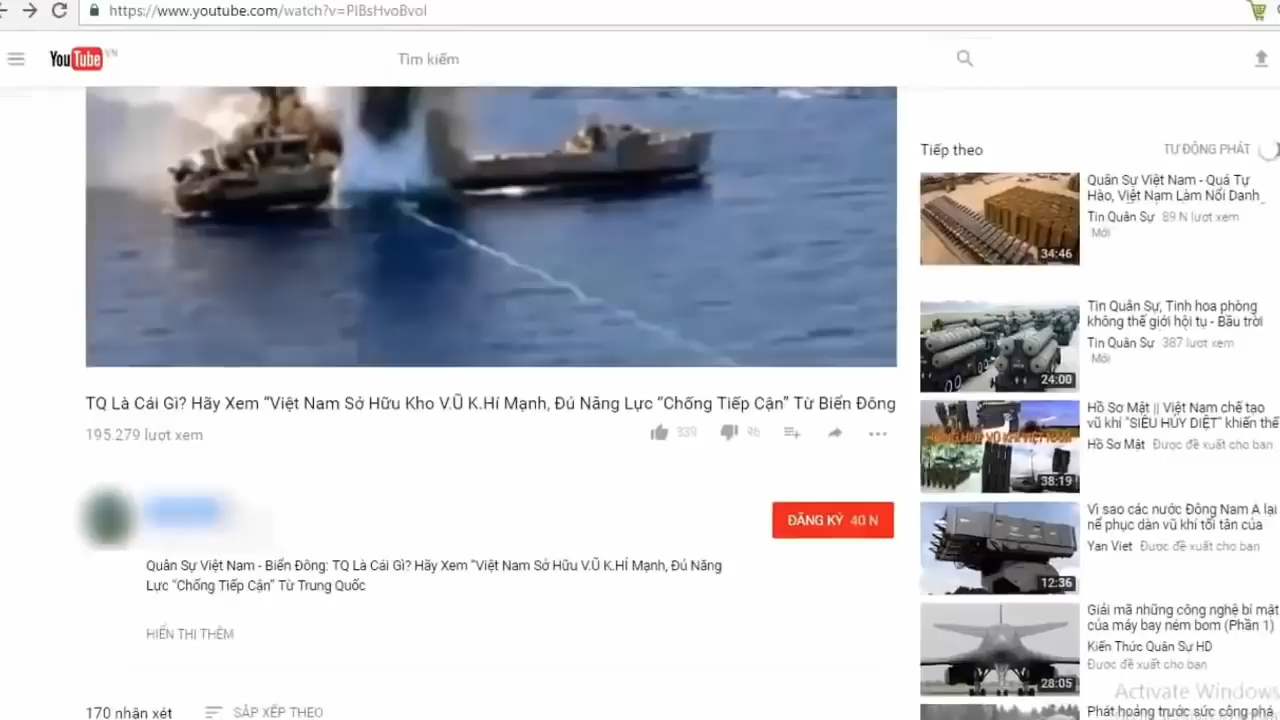 https://www.youtube.com/watch?v=PlBsHvoBvoI
YouTube VN
Tìm kiếm
TQ Là Cái Gì? Hãy Xem “Việt Nam Sở Hữu Kho V.Ũ K.Hí Mạnh, Đủ Năng Lực “Chống Tiếp Cận” Từ Biển Đông
195.279 lượt xem
339
96
ĐĂNG KÝ 40 N
Quân Sự Việt Nam - Biển Đông: TQ Là Cái Gì? Hãy Xem “Việt Nam Sở Hữu V.Ũ K.HÍ Mạnh, Đủ Năng
Lực “Chống Tiếp Cận” Từ Trung Quốc
HIỂN THỊ THÊM
170 nhận xét
SẮP XẾP THEO
Tiếp theo
TỰ ĐỘNG PHÁT
Quân Sự Việt Nam - Quá Tự
Hào, Việt Nam Làm Nổi Danh
Tin Quân Sự 89 N lượt xem
Mới
34:46
Tin Quân Sự, Tinh hoa phòng
không thế giới hội tụ - Bầu trời
Tin Quân Sự 387 lượt xem
Mới
24:00
Hồ Sơ Mật || Việt Nam chế tạo
vũ khí "SIÊU HỦY DIỆT" khiến thế
Hồ Sơ Mật Được đề xuất cho bạn
38:19
Vì sao các nước Đông Nam Á lại
nể phục dàn vũ khí tối tân của
Yan Viet Được đề xuất cho bạn
12:36
Giải mã những công nghệ bí mật
của máy bay ném bom (Phần 1)
Kiến Thức Quân Sự HD
Được đề xuất cho bạn
28:05
Activate Windows
Phát hoảng trước sức công phá